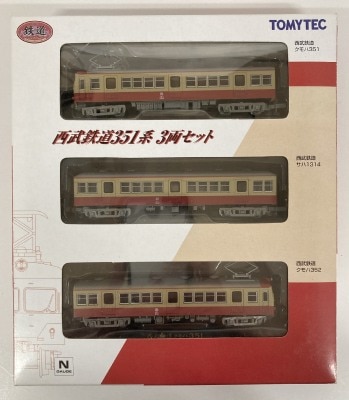 鉄道
TOMYTEC
西武鉄道
クモハ351
西武鉄道351系 3両セット
西武鉄道
サハ1314
西武鉄道
クモハ352
N
GAUGE